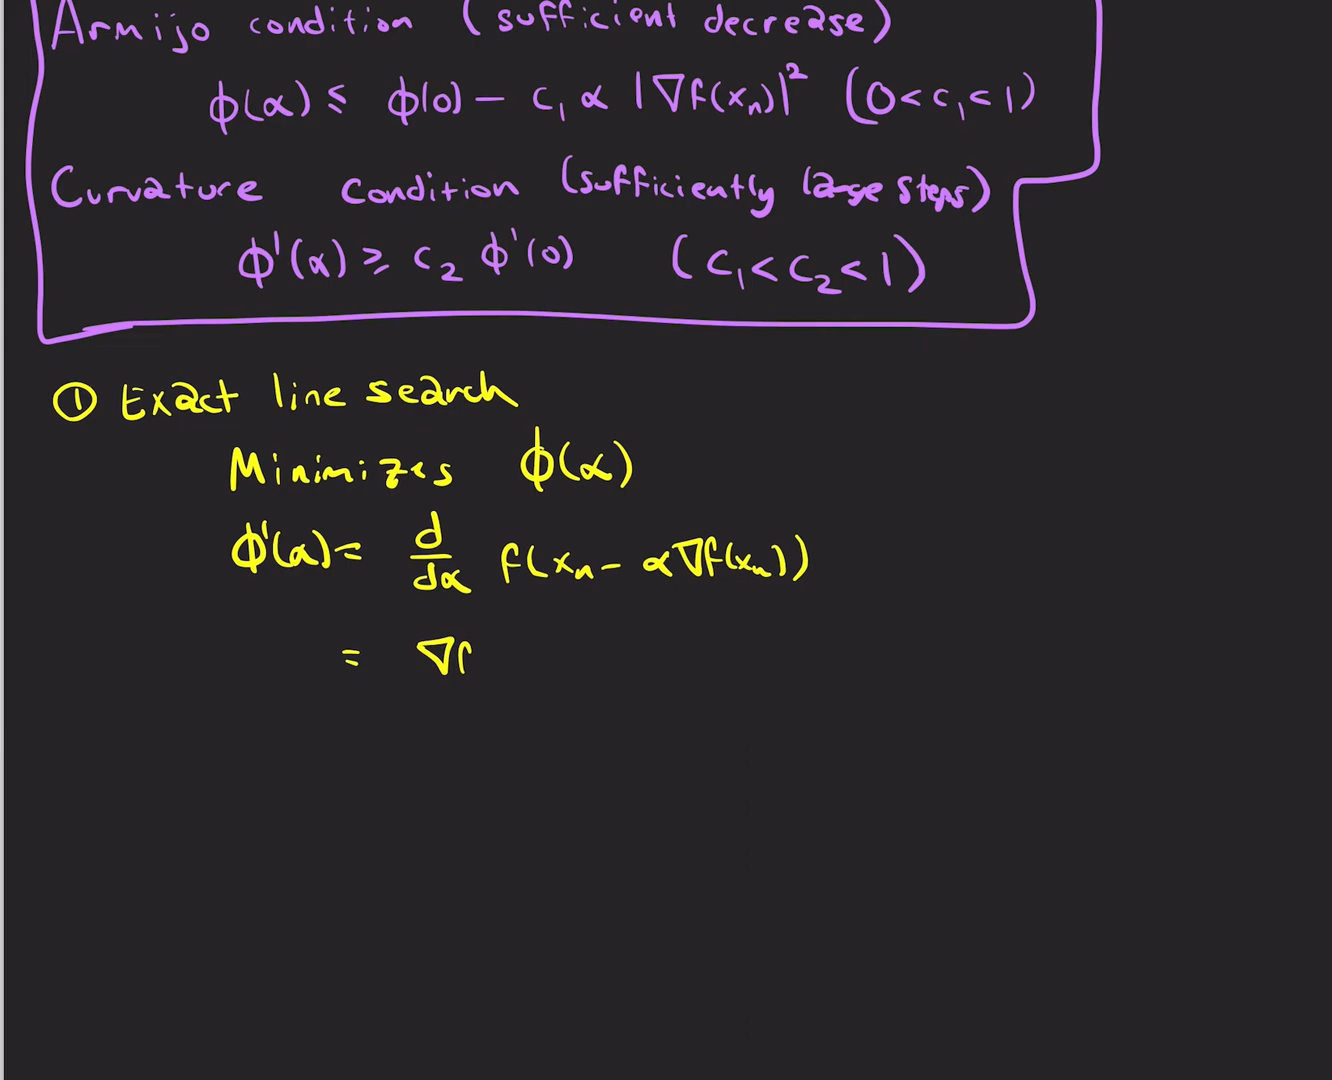 Armijo condition (sufficient decrease)
ϕ(α) ≤ ϕ(0) − c₁ α |∇f(xₙ)|² (0<c₁<1)
Curvature condition (sufficiently large steps)
ϕ'(α) ≥ c₂ ϕ'(0) (c₁<c₂<1)
① Exact line search
Minimizes ϕ(α)
ϕ'(α) = d/dα f(xₙ − α∇f(xₙ))
= ∇f